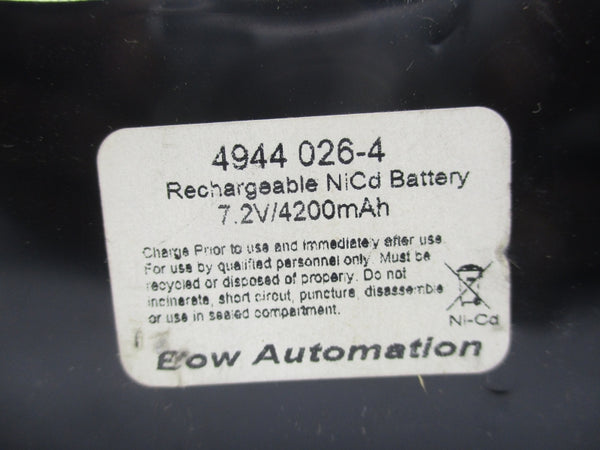 4944 026-4
Rechargeable NiCd Battery
7.2V/4200mAh
Charge Prior to use and immediately after use.
For use by qualified personnel only. Must be
recycled or disposed of properly. Do not
incinerate, short circut, puncture, disassemble
or use in sealed compartment.
Ni-Cd
Bow Automation